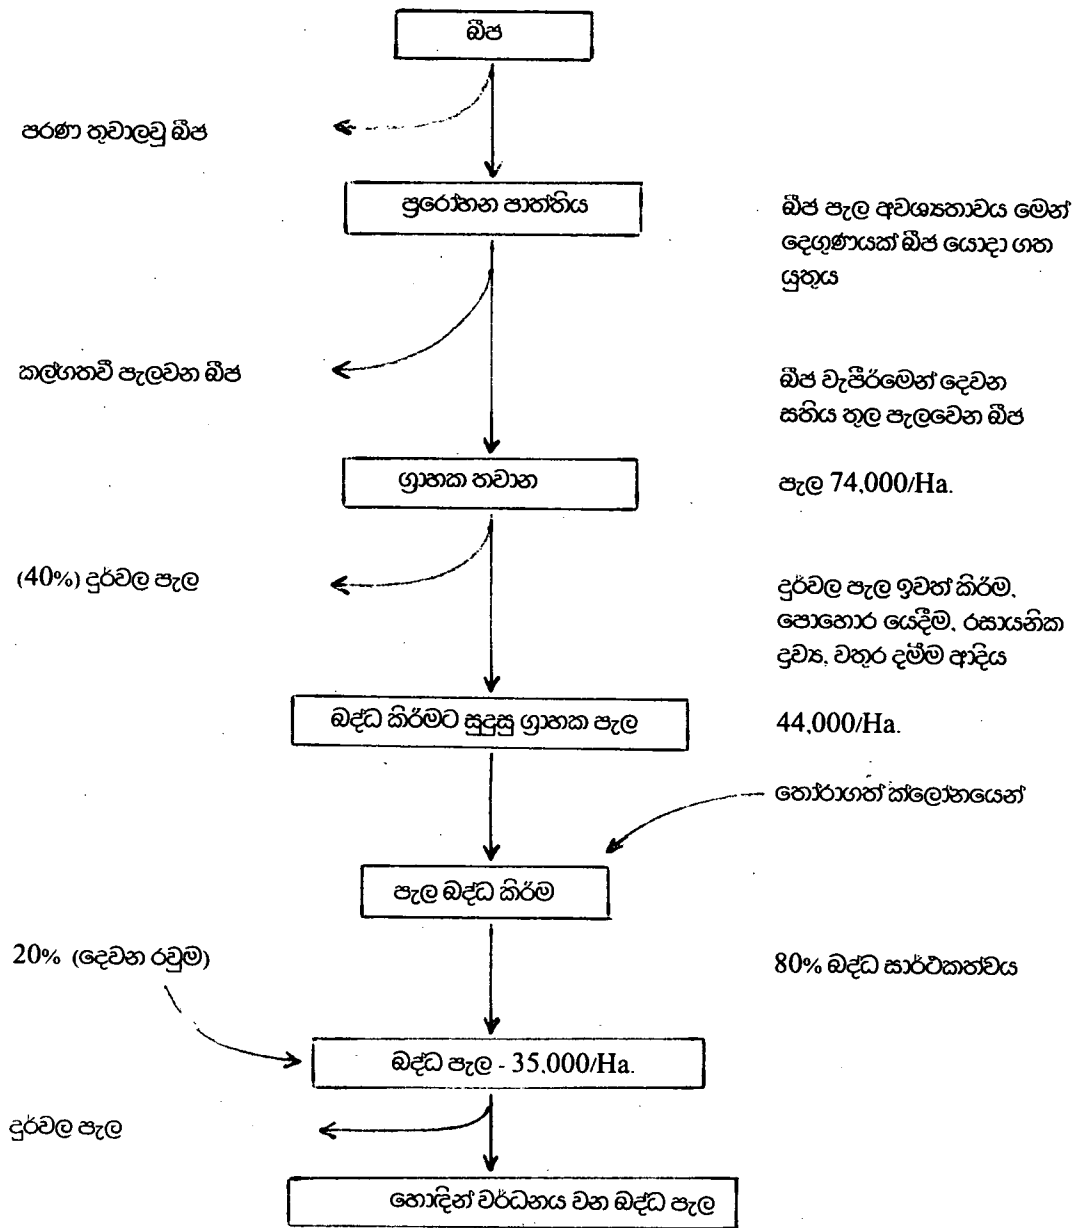 බීජ
පරණ තුවාලවූ බීජ
ප්‍රරෝහන පාත්තිය
බීජ පැල අවශ්‍යතාවය මෙන්
දෙගුණයක් බීජ යොදා ගත
යුතුය
කල්ගතවී පැලවන බීජ
බීජ වැපීර්මෙන් දෙවන
සතිය තුල පැලවෙන බීජ
ග්‍රාහක තවාන
පැල 74,000/Ha.
(40%) දුර්වල පැල
දුර්වල පැල ඉවත් කිරීම,
පොහොර යෙදීම, රසායනික
ද්‍රව්‍ය, වතුර දමීම ආදිය
බද්ධ කිරීමට සුදුසු ග්‍රාහක පැල
44,000/Ha.
තෝරාගත් ක්ලෝනයෙන්
පැල බද්ධ කිරීම
20% (දෙවන රවුම)
80% බද්ධ සාර්ථකත්වය
බද්ධ පැල - 35,000/Ha.
දුර්වල පැල
හොඳින් වර්ධනය වන බද්ධ පැල